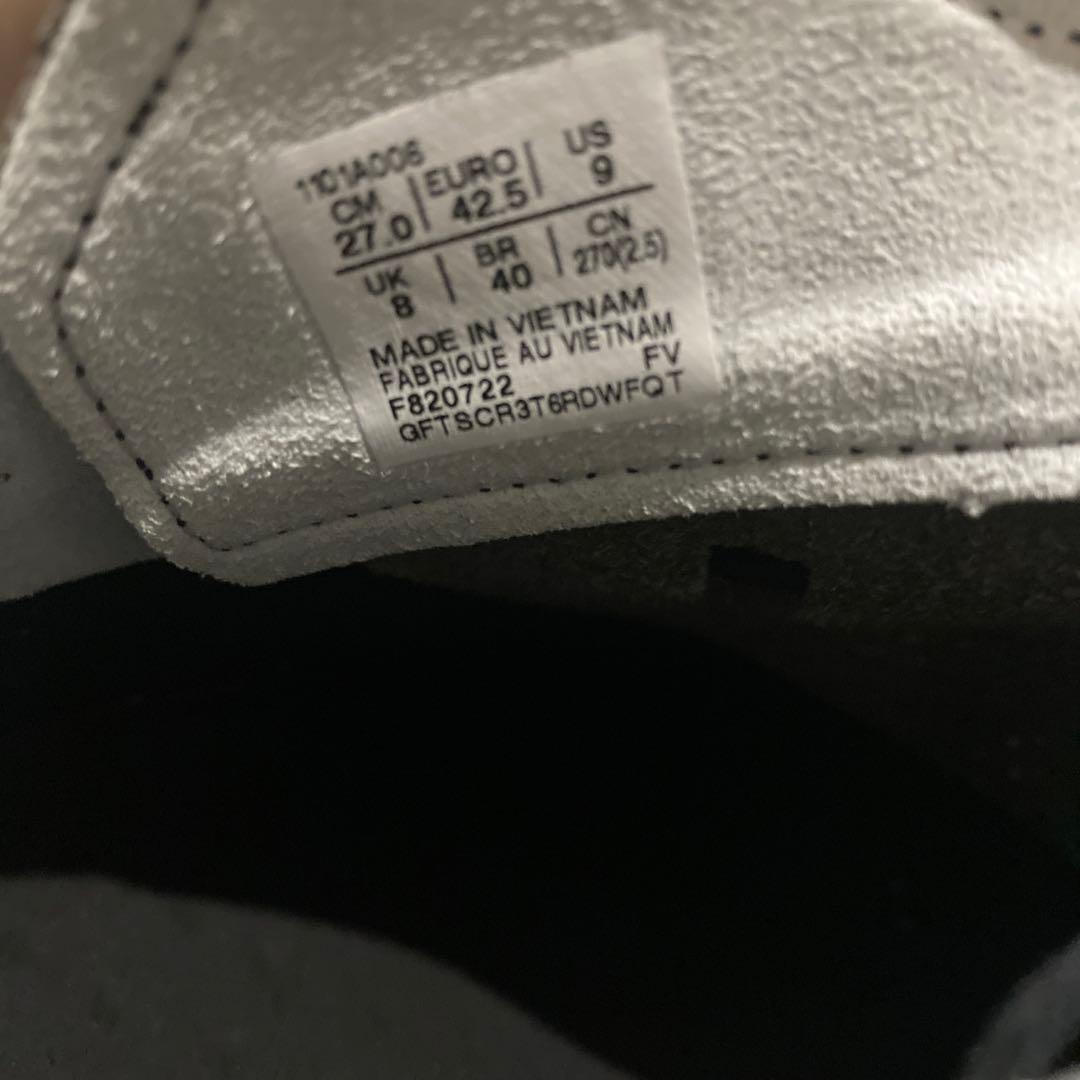 1101A006
CM | EURO | US
27.0 | 42.5 | 9
UK | BR | CN
8 | 40 | 270(2.5)
MADE IN VIETNAM
FABRIQUE AU VIETNAM
F820722 FV
GFTSCR3T6RDWFQT